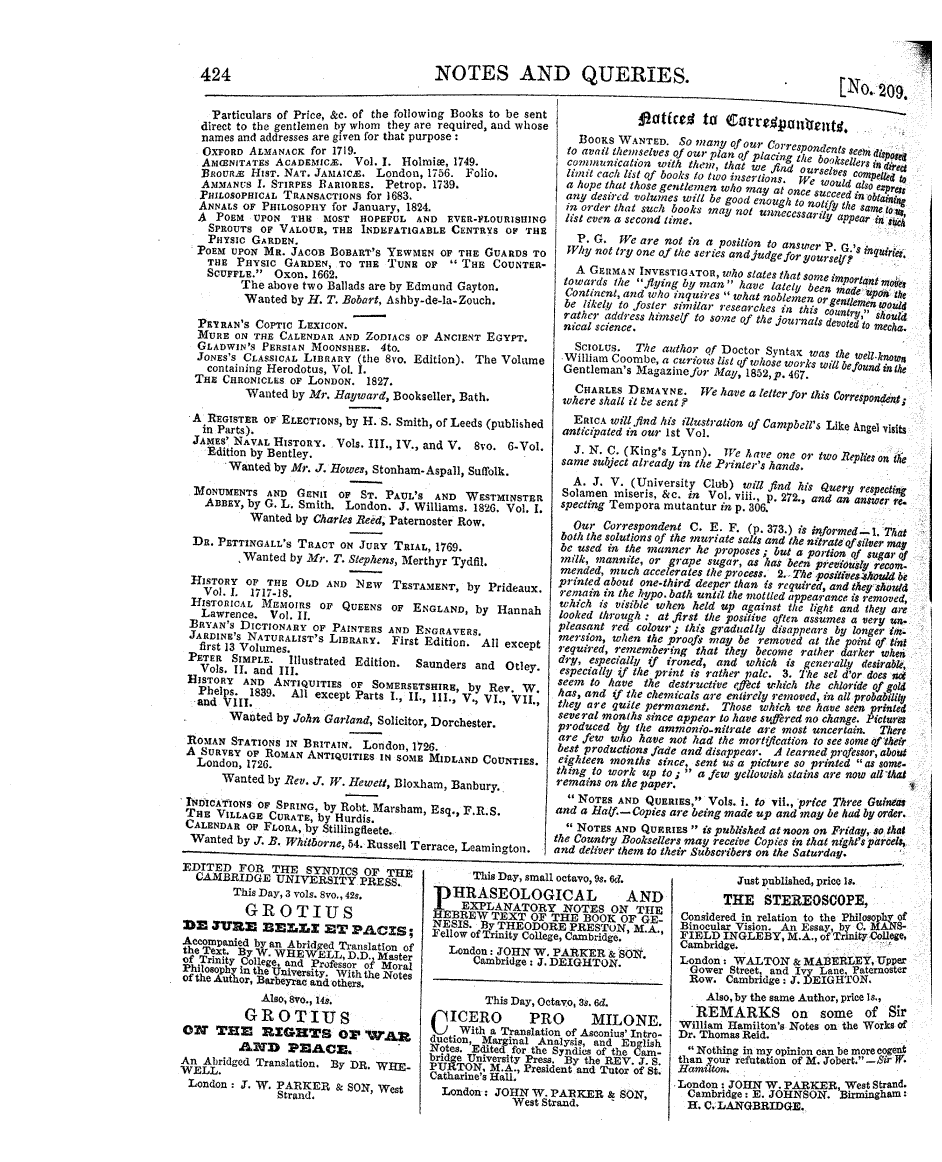 424
NOTES AND QUERIES.
[No. 209.
Particulars of Price, &c. of the following Books to be sent
direct to the gentlemen by whom they are required, and whose
names and addresses are given for that purpose :
OXFORD ALMANACK for 1719.
AMŒNITATES ACADEMICÆ. Vol. I. Holmiæ, 1749.
BROURÆ HIST. NAT. JAMAICÆ. London, 1756. Folio.
AMMANUS I. STIRPES RARIORES. Petrop. 1739.
PHILOSOPHICAL TRANSACTIONS for 1683.
ANNALS OF PHILOSOPHY for January, 1824.
A POEM UPON THE MOST HOPEFUL AND EVER-FLOURISHING
SPROUTS OF VALOUR, THE INDEFATIGABLE CENTRYS OF THE
PHYSIC GARDEN.
POEM UPON MR. JACOB BOBART'S YEWMEN OF THE GUARDS TO
THE PHYSIC GARDEN, TO THE TUNE OF "THE COUNTER-
SCUFFLE." Oxon. 1662.
The above two Ballads are by Edmund Gayton.
Wanted by H. T. Bobart, Ashby-de-la-Zouch.
PEYRAN'S COPTIC LEXICON.
MURE ON THE CALENDAR AND ZODIACS OF ANCIENT EGYPT.
GLADWIN'S PERSIAN MOONSHEE. 4to.
JONES'S CLASSICAL LIBRARY (the 8vo. Edition). The Volume
containing Herodotus, Vol. I.
THE CHRONICLES OF LONDON. 1827.
Wanted by Mr. Hayward, Bookseller, Bath.
A REGISTER OF ELECTIONS, by H. S. Smith, of Leeds (published
in Parts).
JAMES' NAVAL HISTORY. Vols. III., IV., and V. 8vo. 6-Vol.
Edition by Bentley.
Wanted by Mr. J. Howes, Stonham-Aspall, Suffolk.
MONUMENTS AND GENII OF ST. PAUL'S AND WESTMINSTER
ABBEY, by G. L. Smith. London. J. Williams. 1826. Vol. I.
Wanted by Charles Reed, Paternoster Row.
DR. PETTINGALL'S TRACT ON JURY TRIAL, 1769.
Wanted by Mr. T. Stephens, Merthyr Tydfil.
HISTORY OF THE OLD AND NEW TESTAMENT, by Prideaux.
Vol. I. 1717-18.
HISTORICAL MEMOIRS OF QUEENS OF ENGLAND, by Hannah
Lawrence. Vol. II.
BRYAN'S DICTIONARY OF PAINTERS AND ENGRAVERS.
JARDINE'S NATURALIST'S LIBRARY. First Edition. All except
first 13 Volumes.
PETER SIMPLE. Illustrated Edition. Saunders and Otley.
Vols. II. and III.
HISTORY AND ANTIQUITIES OF SOMERSETSHIRE, by Rev. W.
Phelps. 1839. All except Parts I., II., III., V., VI., VII.,
and VIII.
Wanted by John Garland, Solicitor, Dorchester.
ROMAN STATIONS IN BRITAIN. London, 1726.
A SURVEY OF ROMAN ANTIQUITIES IN SOME MIDLAND COUNTIES.
London, 1726.
Wanted by Rev. J. W. Hewett, Bloxham, Banbury.
INDICATIONS OF SPRING, by Robt. Marsham, Esq., F.R.S.
THE VILLAGE CURATE, by Hurdis.
CALENDAR OF FLORA, by Stillingfleete.
Wanted by J. B. Whitborne, 54. Russell Terrace, Leamington.
Notices to Correspondents.
BOOKS WANTED. So many of our Correspondents seem disposed
to avail themselves of our plan of placing the booksellers in direct
communication with them, that we find ourselves compelled to
limit each list of books to two insertions. We would also express
a hope that those gentlemen who may at once succeed in obtaining
any desired volumes will be good enough to notify the same to us,
in order that such books may not unnecessarily appear in such
list even a second time.
P. G. We are not in a position to answer P. G.'s inquiries.
Why not try one of the series and judge for yourself?
A GERMAN INVESTIGATOR, who states that some important moves
towards the "flying by man" have lately been made upon the
Continent, and who inquires "what noblemen or gentlemen would
be likely to foster similar researches in this country," should
rather address himself to some of the journals devoted to mecha-
nical science.
SCIOLUS. The author of Doctor Syntax was the well-known
William Coombe, a curious list of whose works will be found in the
Gentleman's Magazine for May, 1852, p. 467.
CHARLES DEMAYNE. We have a letter for this Correspondent;
where shall it be sent?
ERICA will find his illustration of Campbell's Like Angel visits
anticipated in our 1st Vol.
J. N. C. (King's Lynn). We have one or two Replies on the
same subject already in the Printer's hands.
A. J. V. (University Club) will find his Query respecting
Solamen miseris, &c. in Vol. viii., p. 272., and an answer re-
specting Tempora mutantur in p. 306.
Our Correspondent C. E. F. (p. 373.) is informed—1. That
both the solutions of the muriate salts and the nitrate of silver may
be used in the manner he proposes; but a portion of sugar of
milk, mannite, or grape sugar, as has been previously recom-
mended, much accelerates the process. 2. The positives should be
printed about one-third deeper than is required, and they should
remain in the hypo. bath until the mottled appearance is removed,
which is visible when held up against the light and they are
looked through: at first the positive often assumes a very un-
pleasant red colour; this gradually disappears by longer im-
mersion, when the proofs may be removed at the point of tint
required, remembering that they become rather darker when
dry, especially if ironed, and which is generally desirable,
especially if the print is rather pale. 3. The sel d'or does not
seem to have the destructive effect which the chloride of gold
has, and if the chemicals are entirely removed, in all probability
they are quite permanent. Those which we have seen printed
several months since appear to have suffered no change. Pictures
produced by the ammonio-nitrate are most uncertain. There
are few who have not had the mortification to see some of their
best productions fade and disappear. A learned professor, about
eighteen months since, sent us a picture so printed "as some-
thing to work up to;" a few yellowish stains are now all that
remains on the paper.
"NOTES AND QUERIES," Vols. i. to vii., price Three Guineas
and a Half.—Copies are being made up and may be had by order.
"NOTES AND QUERIES" is published at noon on Friday, so that
the Country Booksellers may receive Copies in that night's parcels,
and deliver them to their Subscribers on the Saturday.
EDITED FOR THE SYNDICS OF THE
CAMBRIDGE UNIVERSITY PRESS.
This Day, 3 vols. 8vo., 42s.
GROTIUS
DE JURE BELLI ET PACIS;
Accompanied by an Abridged Translation of
the Text. By W. WHEWELL, D.D., Master
of Trinity College, and Professor of Moral
Philosophy in the University. With the Notes
of the Author, Barbeyrac and others.
Also, 8vo., 14s.
GROTIUS
ON THE RIGHTS OF WAR
AND PEACE.
An Abridged Translation. By DR. WHE-
WELL.
London: J. W. PARKER & SON, West
Strand.
This Day, small octavo, 9s. 6d.
PHRASEOLOGICAL AND
EXPLANATORY NOTES ON THE
HEBREW TEXT OF THE BOOK OF GE-
NESIS. By THEODORE PRESTON, M.A.,
Fellow of Trinity College, Cambridge.
London: JOHN W. PARKER & SON.
Cambridge: J. DEIGHTON.
This Day, Octavo, 3s. 6d.
CICERO PRO MILONE.
With a Translation of Asconius' Intro-
duction, Marginal Analysis, and English
Notes. Edited for the Syndics of the Cam-
bridge University Press. By the REV. J. S.
PURTON, M.A., President and Tutor of St.
Catharine's Hall.
London: JOHN W. PARKER & SON,
West Strand.
Just published, price 1s.
THE STEREOSCOPE,
Considered in relation to the Philosophy of
Binocular Vision. An Essay, by C. MANS-
FIELD INGLEBY, M.A., of Trinity College,
Cambridge.
London: WALTON & MABERLEY, Upper
Gower Street, and Ivy Lane, Paternoster
Row. Cambridge: J. DEIGHTON.
Also, by the same Author, price 1s.,
REMARKS on some of Sir
William Hamilton's Notes on the Works of
Dr. Thomas Reid.
"Nothing in my opinion can be more cogent
than your refutation of M. Jobert."—Sir W.
Hamilton.
London: JOHN W. PARKER, West Strand.
Cambridge: E. JOHNSON. Birmingham:
H. C. LANGBRIDGE.